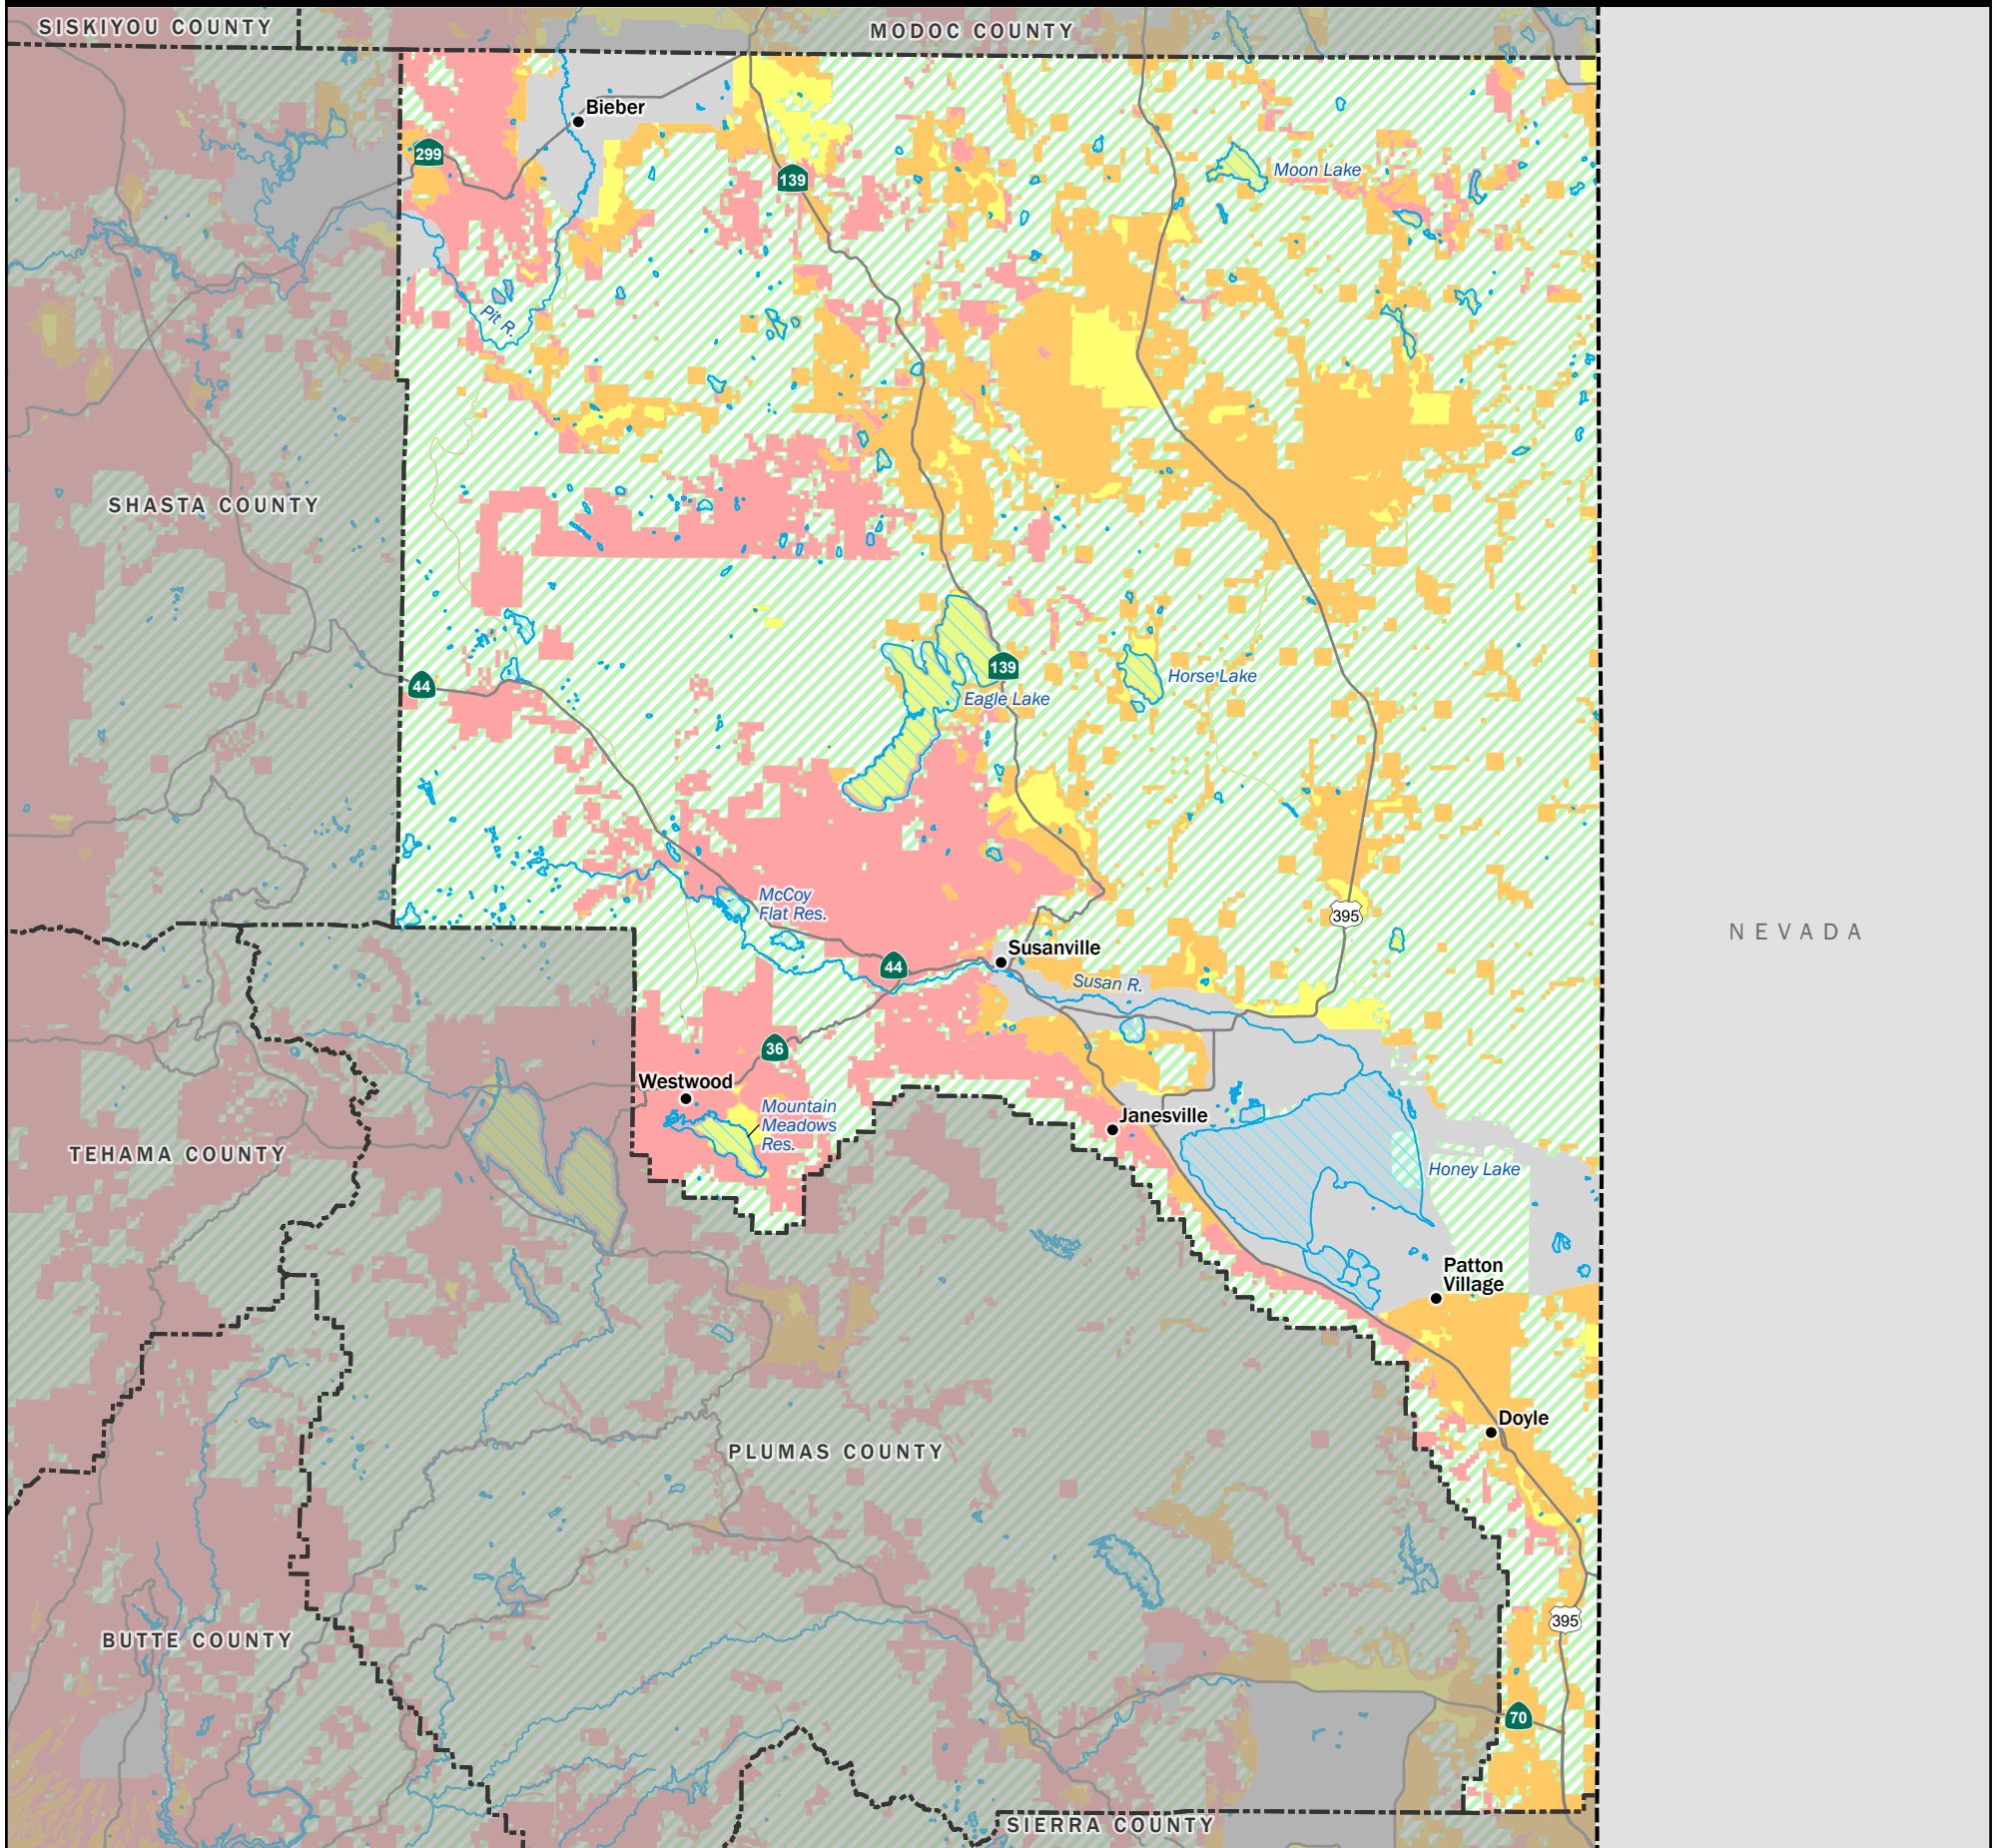 SISKIYOU COUNTY
MODOC COUNTY
Bieber
299
139
Moon Lake
Pit R.
SHASTA COUNTY
139
Horse Lake
44
Eagle Lake
McCoy
Flat Res.
395
NEVADA
Susanville
44
Susan R.
36
Westwood
Mountain
Meadows
Res.
Janesville
TEHAMA COUNTY
Honey Lake
Patton
Village
Doyle
PLUMAS COUNTY
395
BUTTE COUNTY
70
SIERRA COUNTY